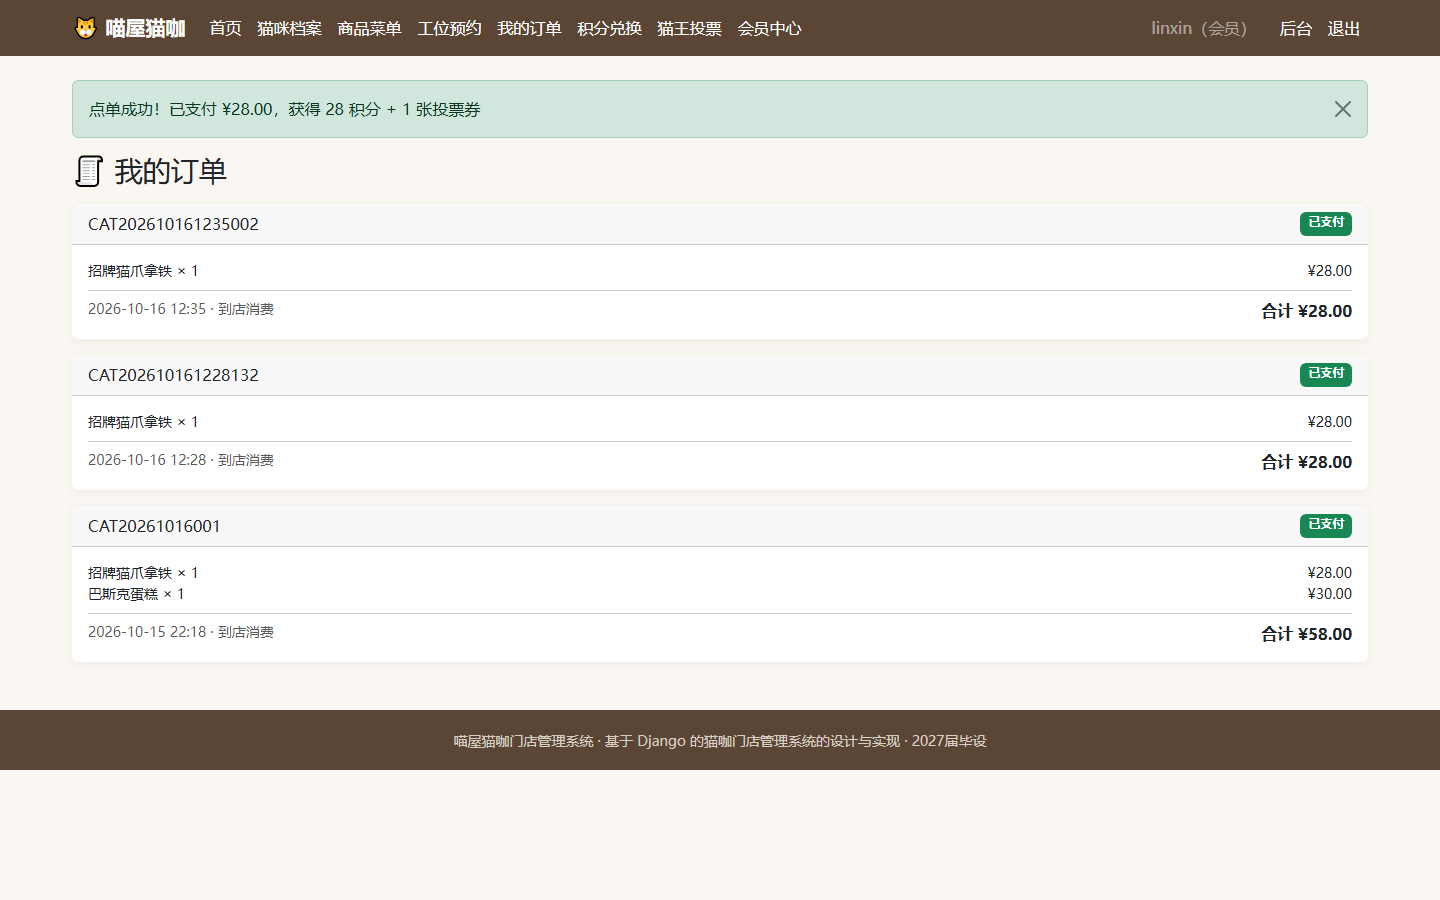 喵屋猫咖 首页 猫咪档案 商品菜单 工位预约 我的订单 积分兑换 猫王投票 会员中心 linxin（会员） 后台 退出
点单成功！已支付 ¥28.00，获得 28 积分 + 1 张投票券
我的订单
CAT202610161235002 已支付
招牌猫爪拿铁 × 1 ¥28.00
2026-10-16 12:35 · 到店消费 合计 ¥28.00
CAT202610161228132 已支付
招牌猫爪拿铁 × 1 ¥28.00
2026-10-16 12:28 · 到店消费 合计 ¥28.00
CAT20261016001 已支付
招牌猫爪拿铁 × 1 ¥28.00
巴斯克蛋糕 × 1 ¥30.00
2026-10-15 22:18 · 到店消费 合计 ¥58.00
喵屋猫咖门店管理系统 · 基于 Django 的猫咖门店管理系统的设计与实现 · 2027届毕设